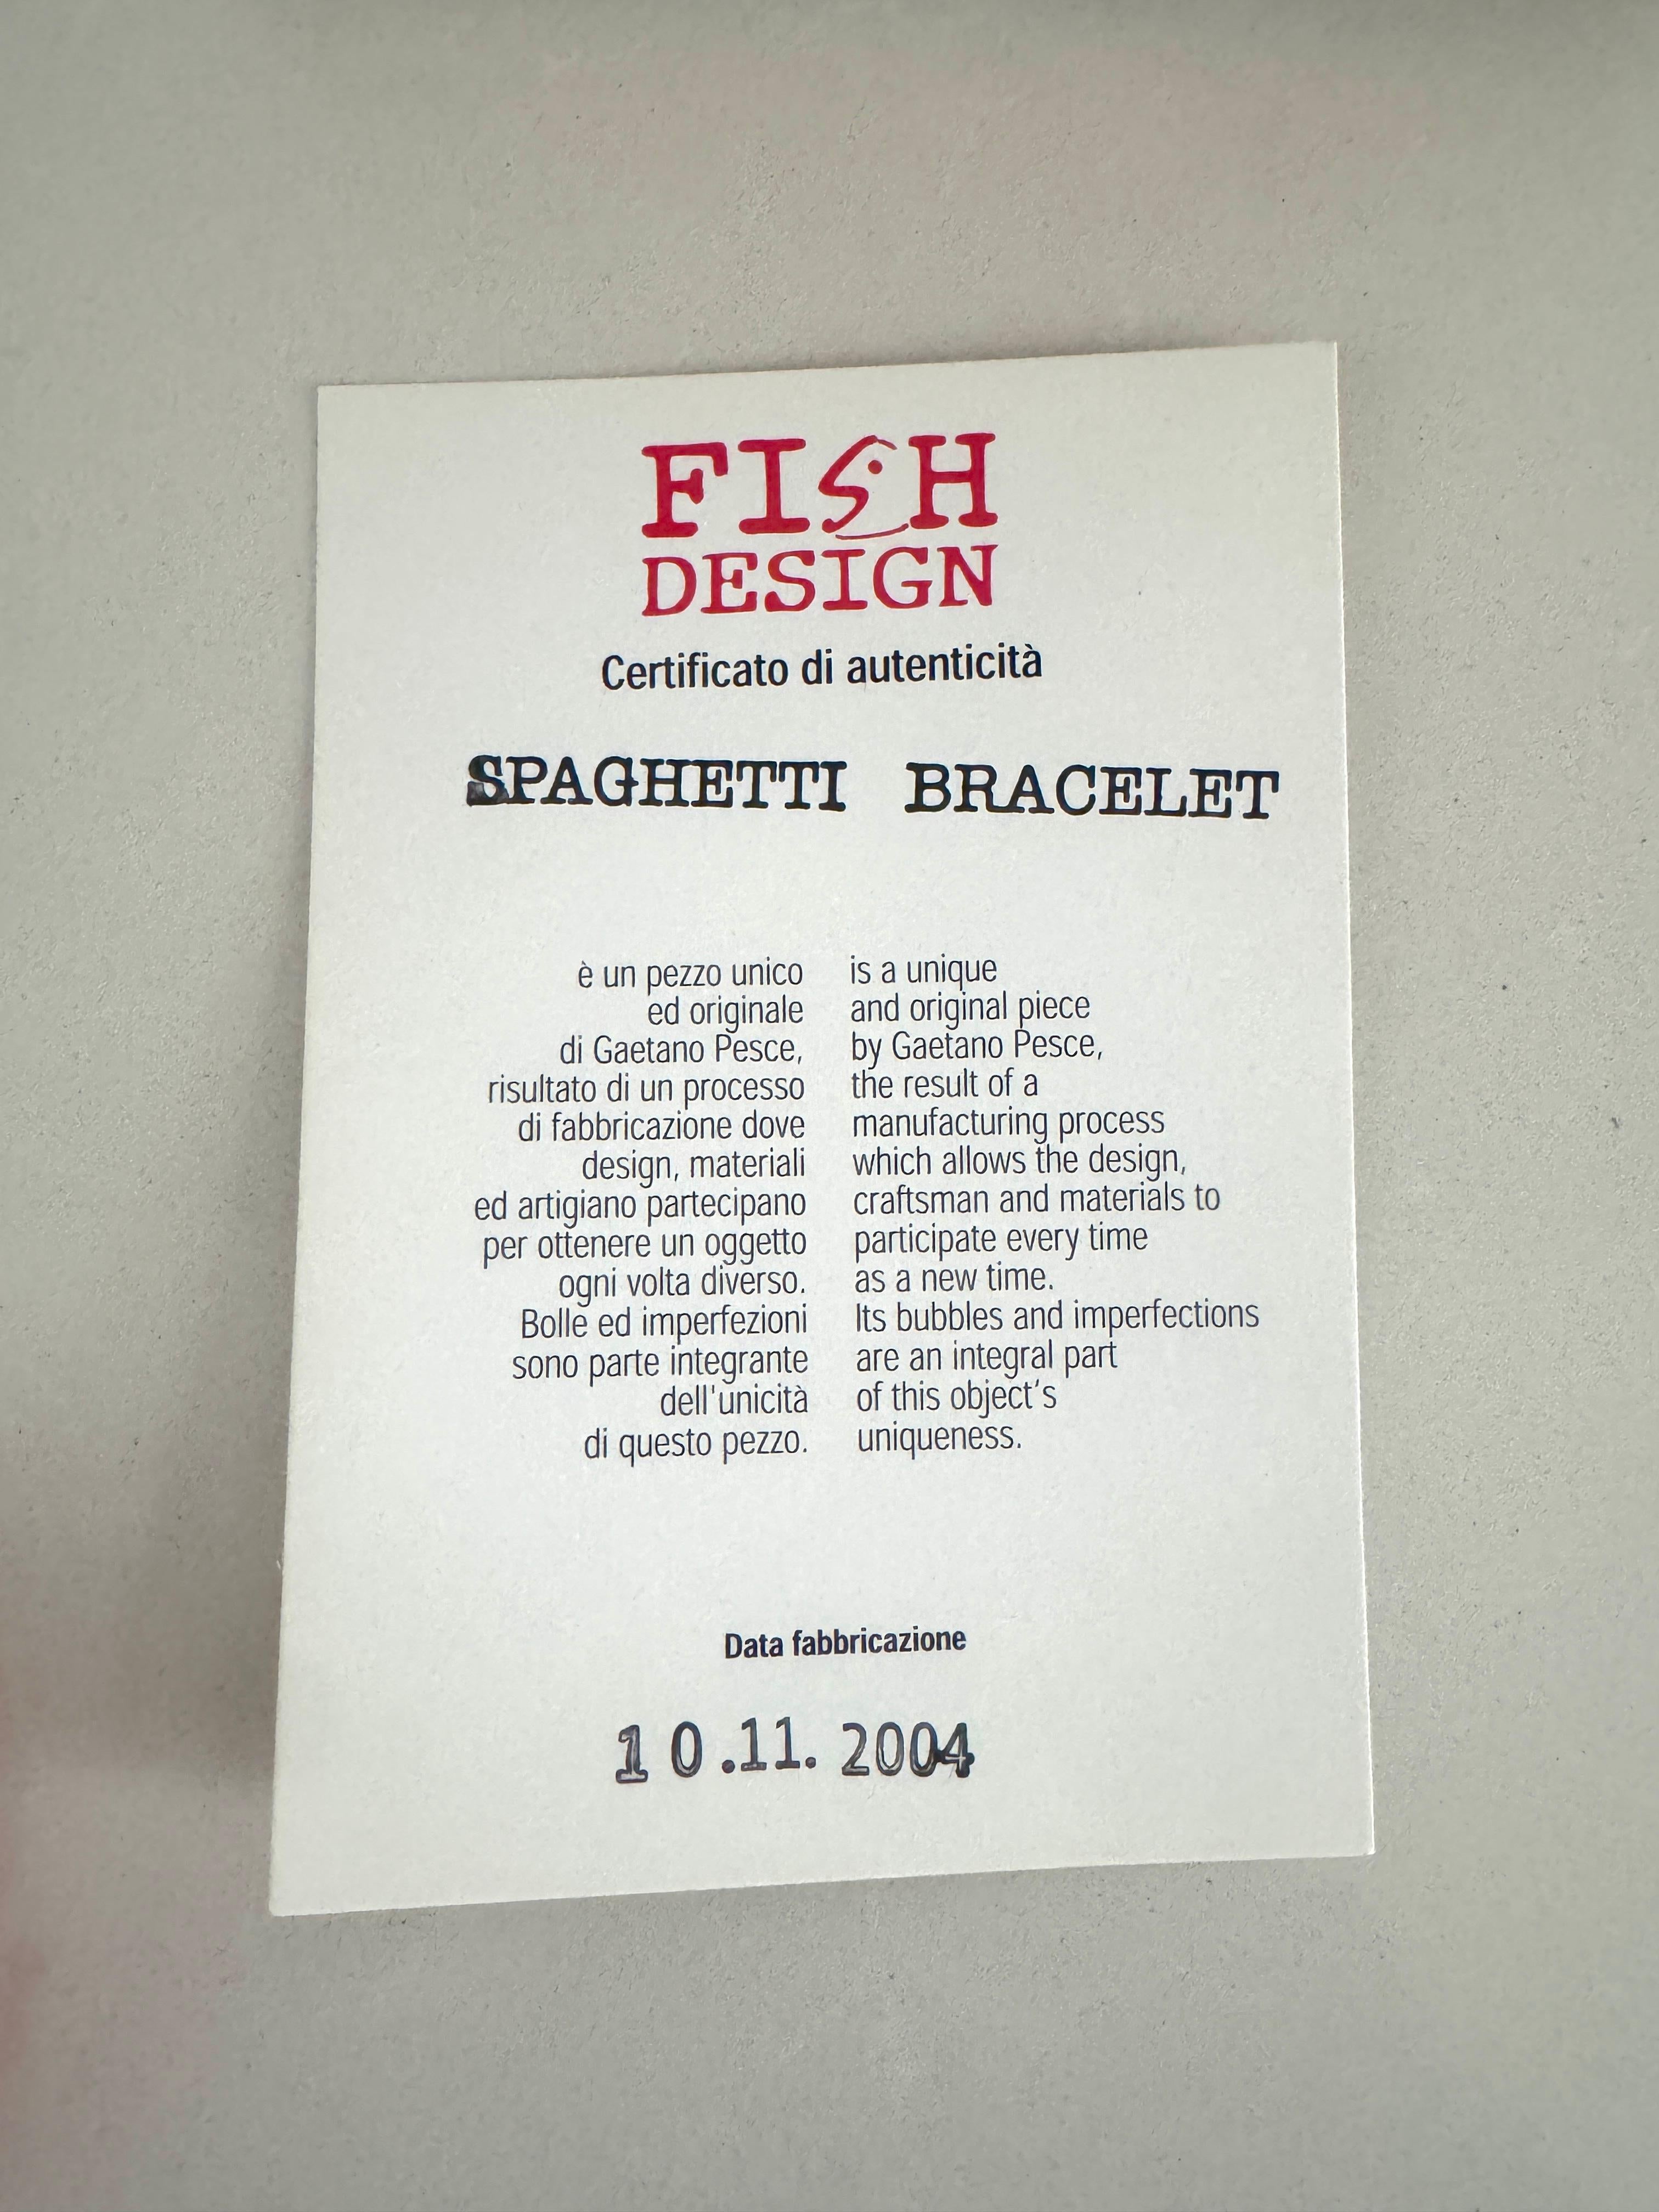 FISH
DESIGN
Certificato di autenticità
SPAGHETTI BRACELET
è un pezzo unico
ed originale
di Gaetano Pesce,
risultato di un processo
di fabbricazione dove
design, materiali
ed artigiano partecipano
per ottenere un oggetto
ogni volta diverso.
Bolle ed imperfezioni
sono parte integrante
dell'unicità
di questo pezzo.
is a unique
and original piece
by Gaetano Pesce,
the result of a
manufacturing process
which allows the design,
craftsman and materials to
participate every time
as a new time.
Its bubbles and imperfections
are an integral part
of this object's
uniqueness.
Data fabbricazione
10.11.2004